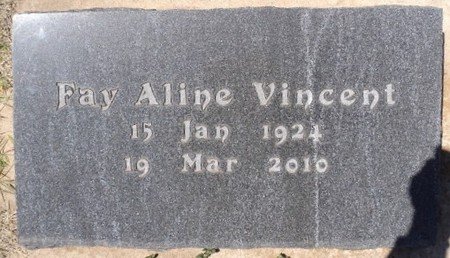 Fay Aline Vincent
15 Jan 1924
19 Mar 2010